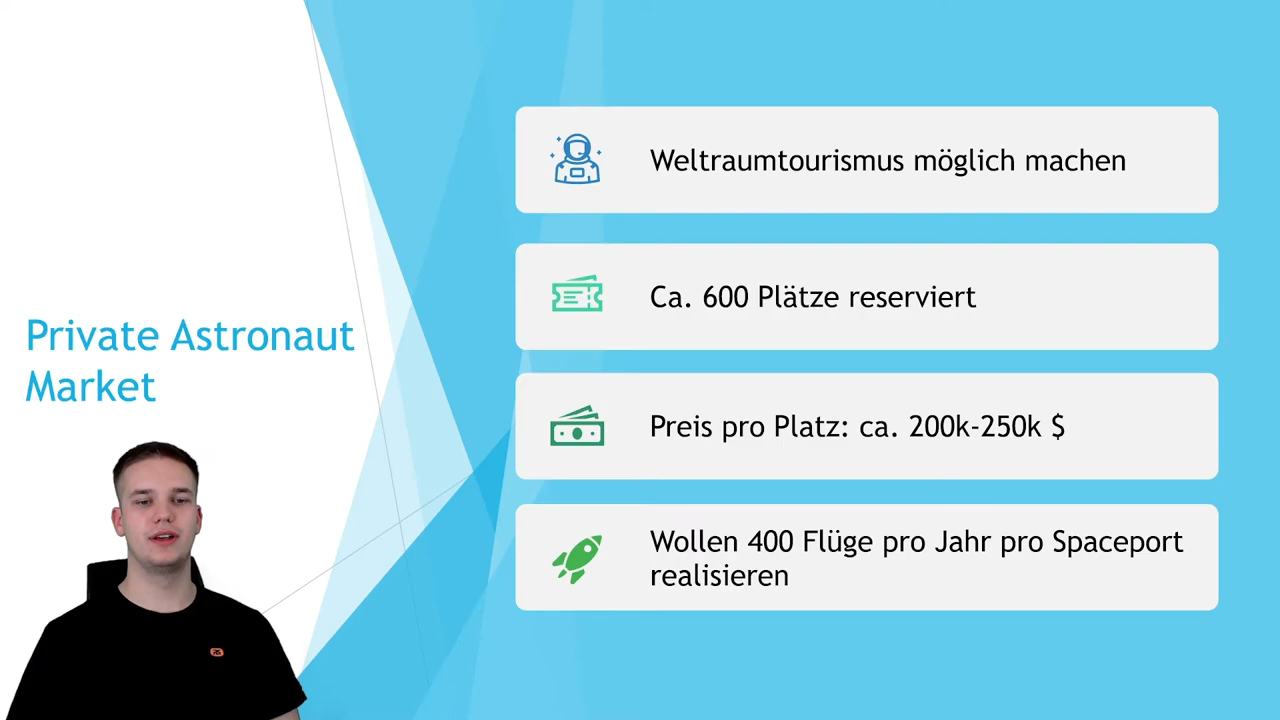 Private Astronaut
Market
Weltraumtourismus möglich machen
Ca. 600 Plätze reserviert
Preis pro Platz: ca. 200k-250k $
Wollen 400 Flüge pro Jahr pro Spaceport
realisieren